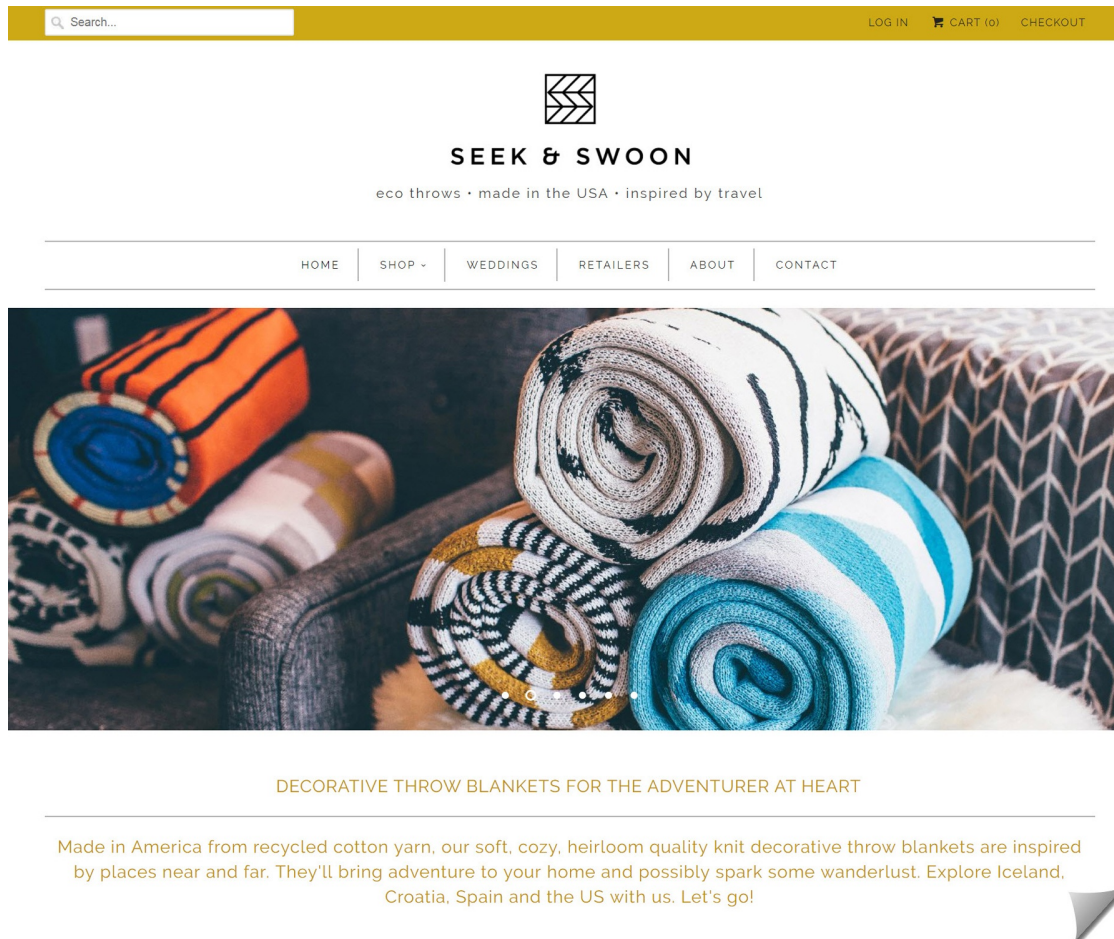 Search...
LOG IN CART (0) CHECKOUT
SEEK & SWOON
eco throws • made in the USA • inspired by travel
HOME SHOP WEDDINGS RETAILERS ABOUT CONTACT
DECORATIVE THROW BLANKETS FOR THE ADVENTURER AT HEART
Made in America from recycled cotton yarn, our soft, cozy, heirloom quality knit decorative throw blankets are inspired
by places near and far. They'll bring adventure to your home and possibly spark some wanderlust. Explore Iceland,
Croatia, Spain and the US with us. Let's go!